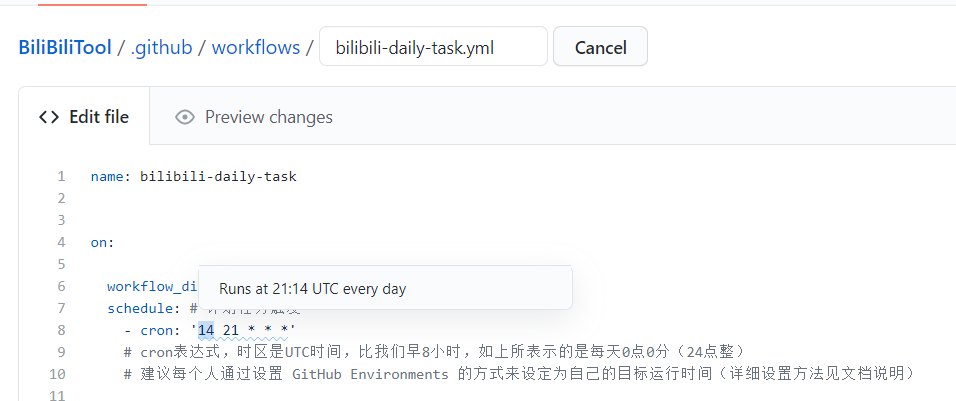 BiliBiliTool / .github / workflows / bilibili-daily-task.yml Cancel
<> Edit file Preview changes
1 name: bilibili-daily-task
2
3
4 on:
5
Runs at 21:14 UTC every day
6 workflow_di
7 schedule: #
8 - cron: '14 21 * * *'
9 # cron表达式，时区是UTC时间，比我们早8小时，如上所表示的是每天0点0分（24点整）
10 # 建议每个人通过设置 GitHub Environments 的方式来设定为自己的目标运行时间（详细设置方法见文档说明）
11